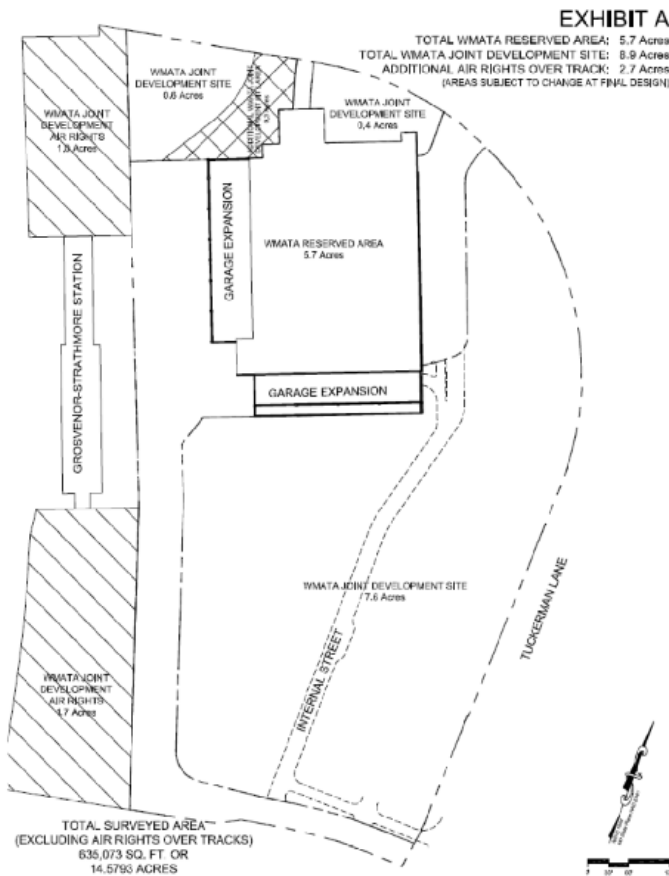 EXHIBIT A
TOTAL WMATA RESERVED AREA: 5.7 Acres
TOTAL WMATA JOINT DEVELOPMENT SITE: 8.9 Acres
ADDITIONAL AIR RIGHTS OVER TRACK: 2.7 Acres
(AREAS SUBJECT TO CHANGE AT FINAL DESIGN)
WMATA JOINT
DEVELOPMENT SITE
0.6 Acres
WMATA JOINT
DEVELOPMENT SITE
0.4 Acres
WMATA JOINT
DEVELOPMENT
AIR RIGHTS
1.0 Acres
GARAGE EXPANSION
WMATA RESERVED AREA
5.7 Acres
GROSVENOR-STRATHMORE STATION
GARAGE EXPANSION
WMATA JOINT DEVELOPMENT SITE
7.6 Acres
TUCKERMAN LANE
INTERNAL STREET
WMATA JOINT
DEVELOPMENT
AIR RIGHTS
1.7 Acres
TOTAL SURVEYED AREA
(EXCLUDING AIR RIGHTS OVER TRACKS)
635,073 SQ. FT. OR
14.5793 ACRES